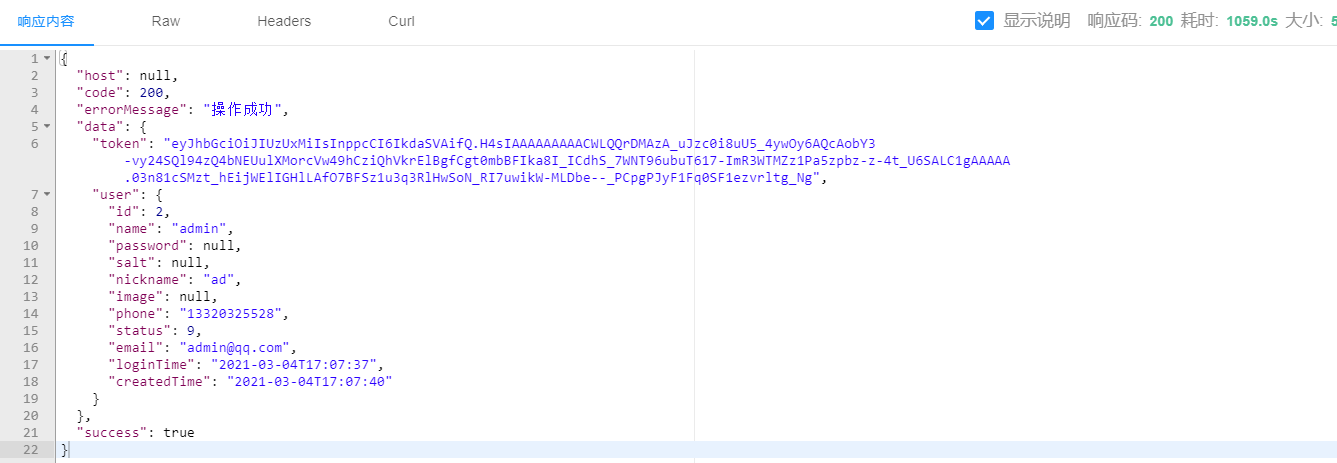 响应内容 Raw Headers Curl 显示说明 响应码: 200 耗时: 1059.0s 大小: 5
1 {
2 "host": null,
3 "code": 200,
4 "errorMessage": "操作成功",
5 "data": {
6 "token": "eyJhbGciOiJIUzUxMiIsInppcCI6IkdaSVAifQ.H4sIAAAAAAAAACWLQQrDMAzA_uJzc0i8uU5_4ywOy6AQcAobY3
-vy24SQl94zQ4bNEUulXMorcVw49hCziQhVkrElBgfCgt0mbBFIka8I_ICdhS_7WNT96ubuT617-ImR3WTMZz1Pa5zpbz-z-4t_U6SALC1gAAAAA
.03n81cSMzt_hEijWElIGHlLAfO7BFSz1u3q3RlHwSoN_RI7uwikW-MLDbe--_PCpgPJyF1Fq0SF1ezvrltg_Ng",
7 "user": {
8 "id": 2,
9 "name": "admin",
10 "password": null,
11 "salt": null,
12 "nickname": "ad",
13 "image": null,
14 "phone": "13320325528",
15 "status": 9,
16 "email": "admin@qq.com",
17 "loginTime": "2021-03-04T17:07:37",
18 "createdTime": "2021-03-04T17:07:40"
19 }
20 },
21 "success": true
22 }